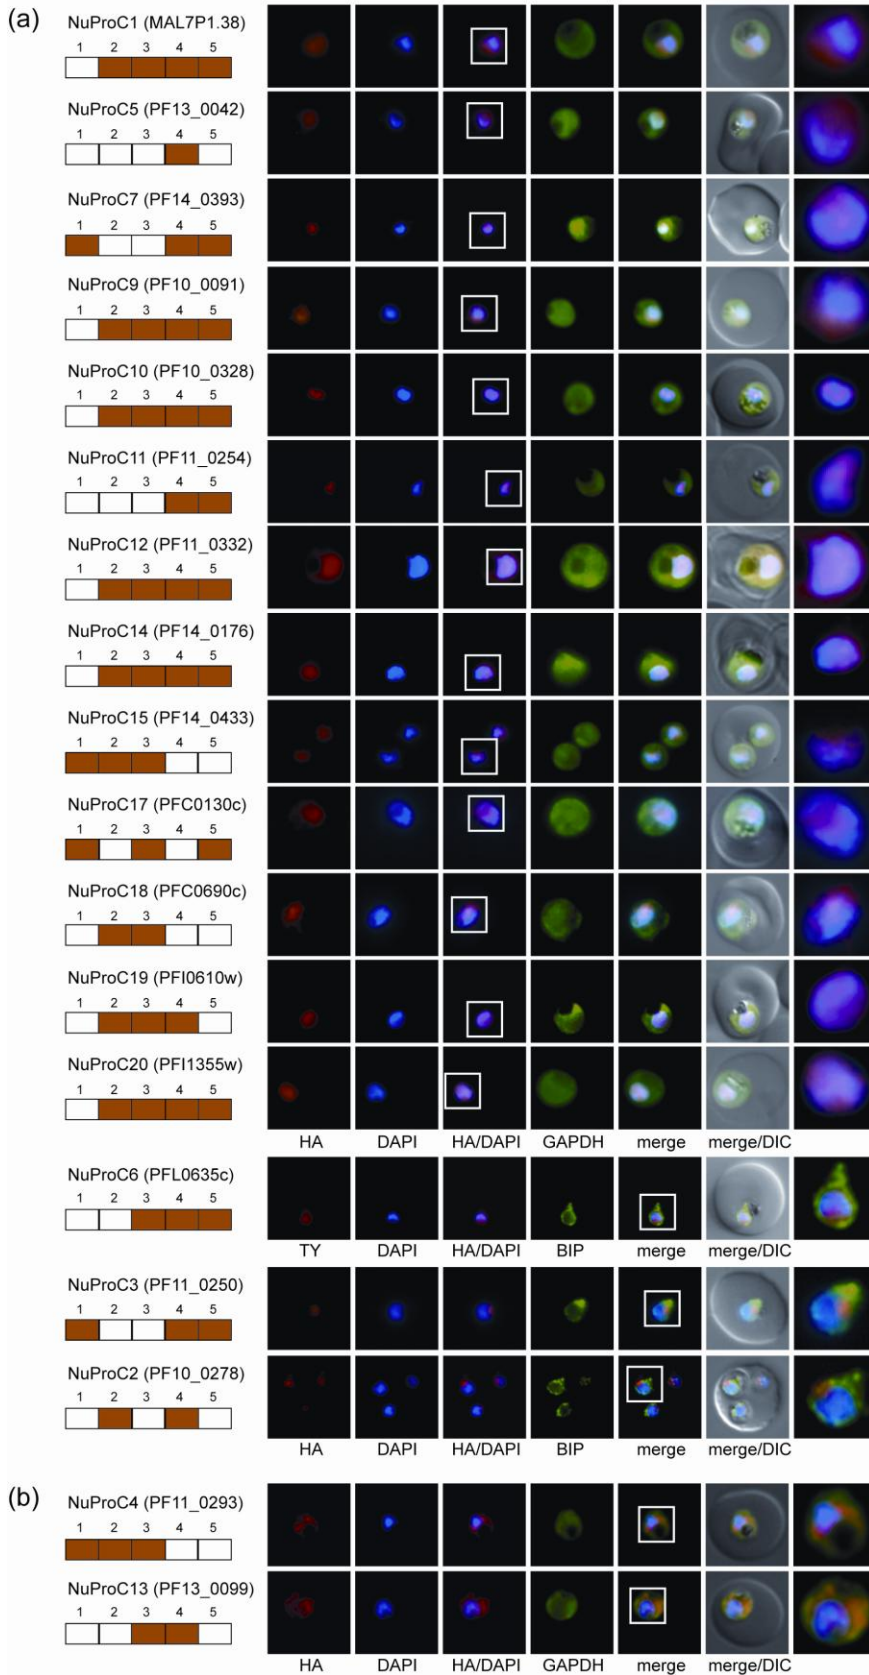 (a)
NuProC1 (MAL7P1.38)
1 2 3 4 5
NuProC5 (PF13_0042)
1 2 3 4 5
NuProC7 (PF14_0393)
1 2 3 4 5
NuProC9 (PF10_0091)
1 2 3 4 5
NuProC10 (PF10_0328)
1 2 3 4 5
NuProC11 (PF11_0254)
1 2 3 4 5
NuProC12 (PF11_0332)
1 2 3 4 5
NuProC14 (PF14_0176)
1 2 3 4 5
NuProC15 (PF14_0433)
1 2 3 4 5
NuProC17 (PFC0130c)
1 2 3 4 5
NuProC18 (PFC0690c)
1 2 3 4 5
NuProC19 (PFI0610w)
1 2 3 4 5
NuProC20 (PFI1355w)
1 2 3 4 5
HA DAPI HA/DAPI GAPDH merge merge/DIC
NuProC6 (PFL0635c)
1 2 3 4 5
TY DAPI HA/DAPI BIP merge merge/DIC
NuProC3 (PF11_0250)
1 2 3 4 5
NuProC2 (PF10_0278)
1 2 3 4 5
HA DAPI HA/DAPI BIP merge merge/DIC
(b)
NuProC4 (PF11_0293)
1 2 3 4 5
NuProC13 (PF13_0099)
1 2 3 4 5
HA DAPI HA/DAPI GAPDH merge merge/DIC